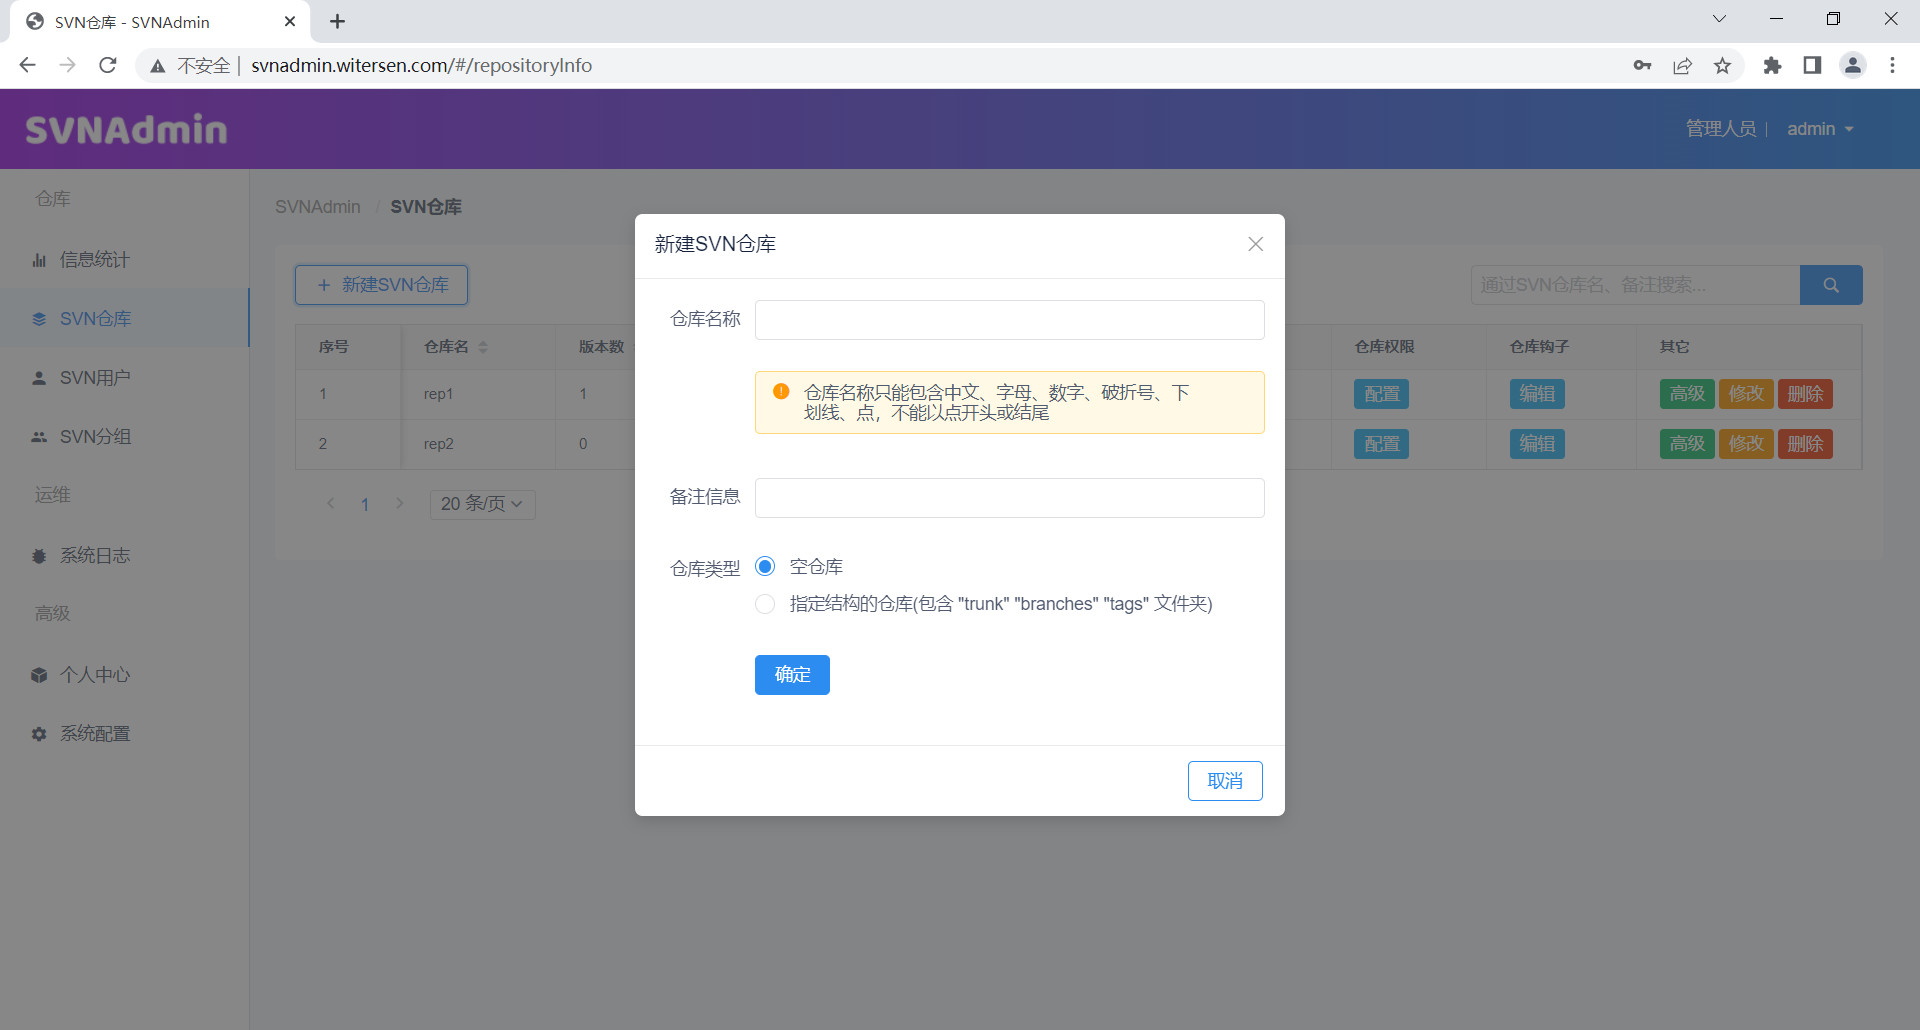 SVN仓库 - SVNAdmin
不安全 | svnadmin.witersen.com/#/repositoryInfo
SVNAdmin
管理人员 | admin
仓库
信息统计
SVN仓库
SVN用户
SVN分组
运维
系统日志
高级
个人中心
系统配置
SVNAdmin / SVN仓库
+ 新建SVN仓库
通过SVN仓库名、备注搜索...
序号 仓库名 版本数 仓库权限 仓库钩子 其它
1 rep1 1 配置 编辑 高级 修改 删除
2 rep2 0 配置 编辑 高级 修改 删除
1 20 条/页
新建SVN仓库
仓库名称
仓库名称只能包含中文、字母、数字、破折号、下
划线、点，不能以点开头或结尾
备注信息
仓库类型 空仓库
指定结构的仓库(包含 "trunk" "branches" "tags" 文件夹)
确定
取消